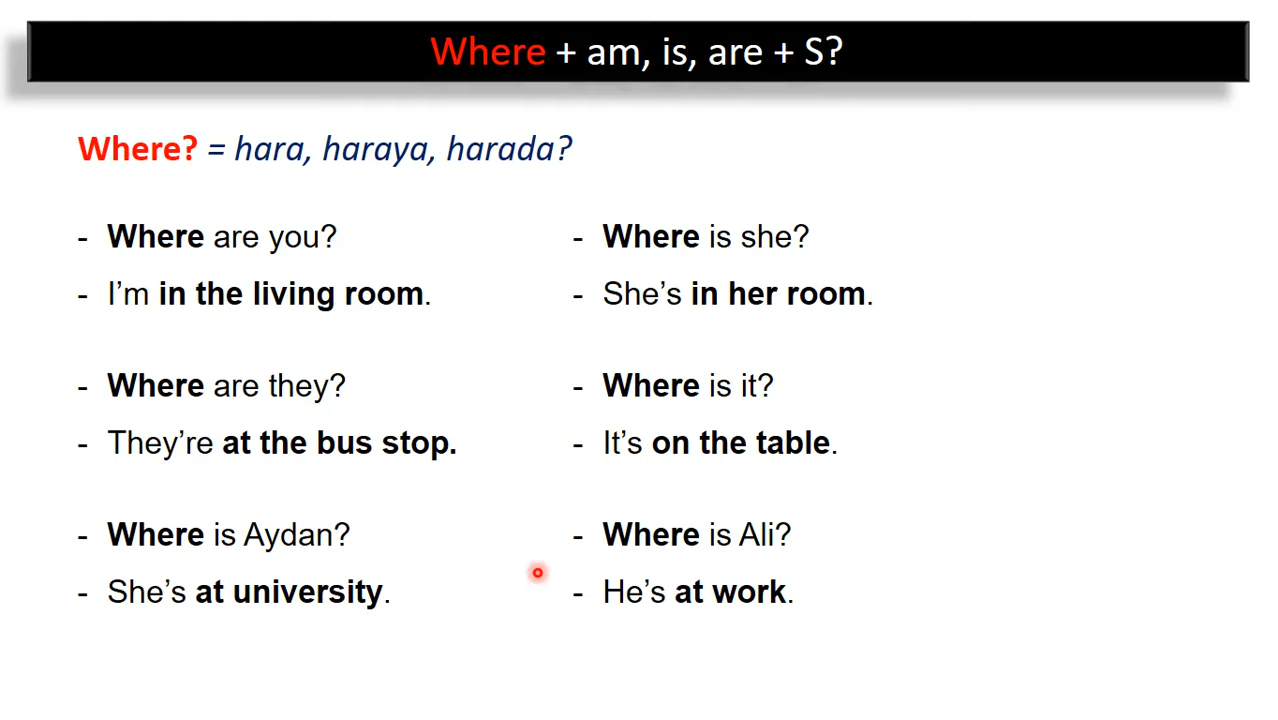 Where + am, is, are + S?
Where? = hara, haraya, harada?
- Where are you?
- I’m in the living room.
- Where are they?
- They’re at the bus stop.
- Where is Aydan?
- She’s at university.
- Where is she?
- She’s in her room.
- Where is it?
- It’s on the table.
- Where is Ali?
- He’s at work.